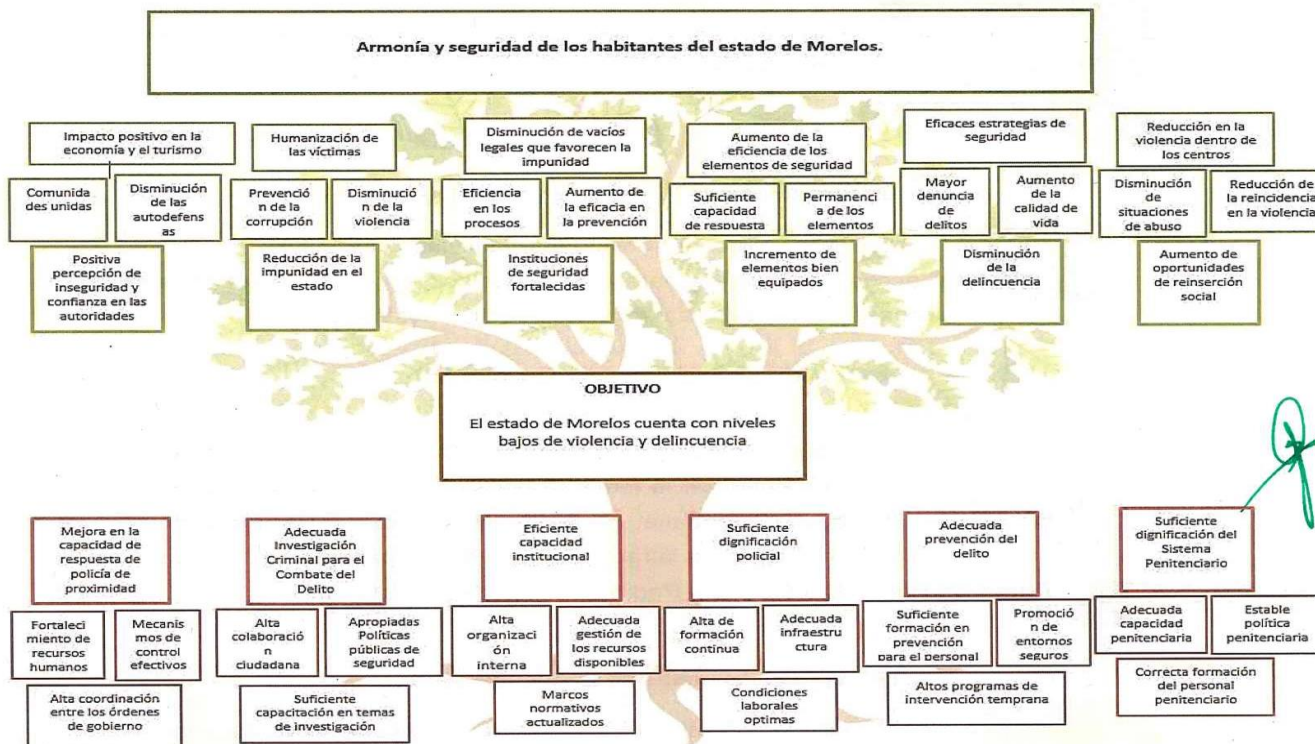 Armonía y seguridad de los habitantes del estado de Morelos.
Impacto positivo en la
economía y el turismo
Humanización de
las víctimas
Disminución de vacíos
legales que favorecen la
impunidad
Aumento de la
eficiencia de los
elementos de seguridad
Eficaces estrategias de
seguridad
Reducción en la
violencia dentro de
los centros
Comunida
des unidas
Disminución
de las
autodefens
as
Prevenció
n de la
corrupción
Disminució
n de la
violencia
Eficiencia
en los
procesos
Aumento de
la eficacia en
la prevención
Suficiente
capacidad
de respuesta
Permanenci
a de los
elementos
Mayor
denuncia
de
delitos
Aumento
de la
calidad de
vida
Disminución
de
situaciones
de abuso
Reducción de
la reincidencia
en la violencia
Positiva
percepción de
inseguridad y
confianza en las
autoridades
Reducción de la
impunidad en el
estado
Instituciones
de seguridad
fortalecidas
Incremento de
elementos bien
equipados
Disminución
de la
delincuencia
Aumento de
oportunidades
de reinserción
social
OBJETIVO
El estado de Morelos cuenta con niveles
bajos de violencia y delincuencia
Mejora en la
capacidad de
respuesta de
policía de
proximidad
Adecuada
Investigación
Criminal para el
Combate del
Delito
Eficiente
capacidad
institucional
Suficiente
dignificación
policial
Adecuada
prevención del
delito
Suficiente
dignificación del
Sistema
Penitenciario
Fortaleci
miento de
recursos
humanos
Mecanis
mos de
control
efectivos
Alta
colaboració
n
ciudadana
Apropiadas
Políticas
públicas de
seguridad
Alta
organizaci
ón
interna
Adecuada
gestión de
los recursos
disponibles
Alta de
formación
continua
Adecuada
infraestru
ctura
Suficiente
formación en
prevención
para el personal
Promoció
n de
entornos
seguros
Adecuada
capacidad
penitenciaria
Estable
política
penitenciaria
Alta coordinación
entre los órdenes
de gobierno
Suficiente
capacitación en temas
de investigación
Marcos
normativos
actualizados
Condiciones
laborales
optimas
Altos programas de
intervención temprana
Correcta formación
del personal
penitenciario